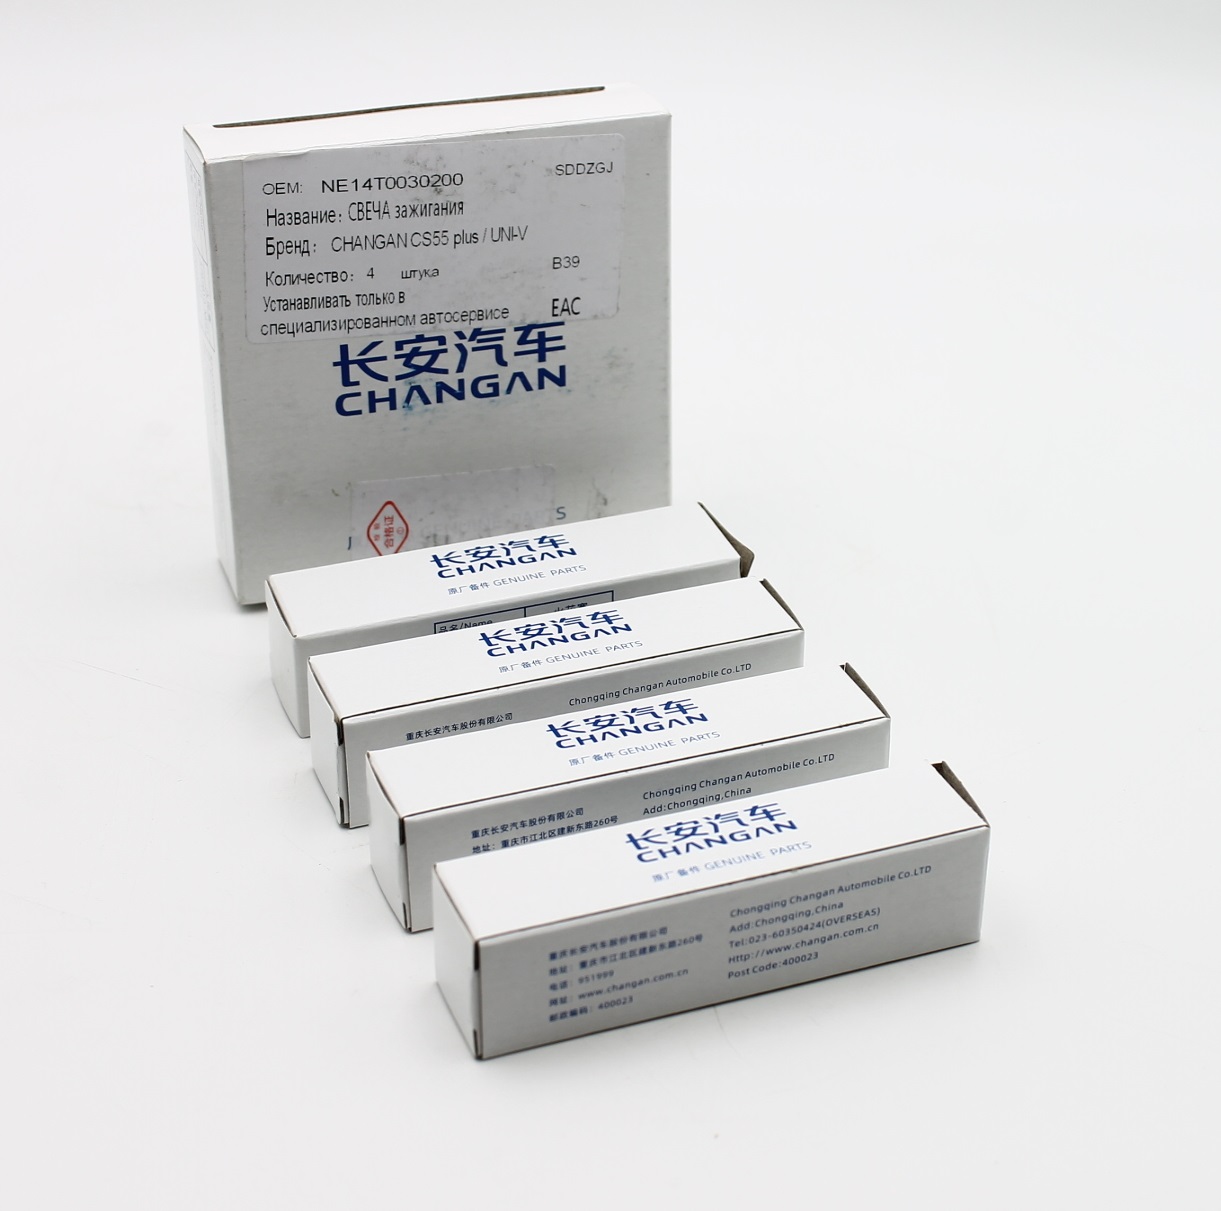 OEM: NE14T0030200 SDDZGJ
Название: СВЕЧА зажигания
Бренд: CHANGAN CS55 plus / UNI-V
Количество: 4 штука B39
Устанавливать только в
специализированном автосервисе EAC
长安汽车
CHANGAN
合格证
S
长安汽车
CHANGAN
原厂备件 GENUINE PARTS
品名/Name
长安汽车
CHANGAN
原厂备件 GENUINE PARTS
重庆长安汽车股份有限公司 Chongqing Changan Automobile Co.LTD
长安汽车
CHANGAN
原厂备件 GENUINE PARTS
重庆长安汽车股份有限公司 Chongqing Changan Automobile Co.LTD
地址：重庆市江北区建新东路260号 Add:Chongqing,China
长安汽车
CHANGAN
原厂备件 GENUINE PARTS
重庆长安汽车股份有限公司
地址：重庆市江北区建新东路260号
电话：951999
网址：www.changan.com.cn
邮政编码：400023
Chongqing Changan Automobile Co.LTD
Add:Chongqing,China
Tel:023-60350424(OVERSEAS)
Http://www.changan.com.cn
Post Code:400023